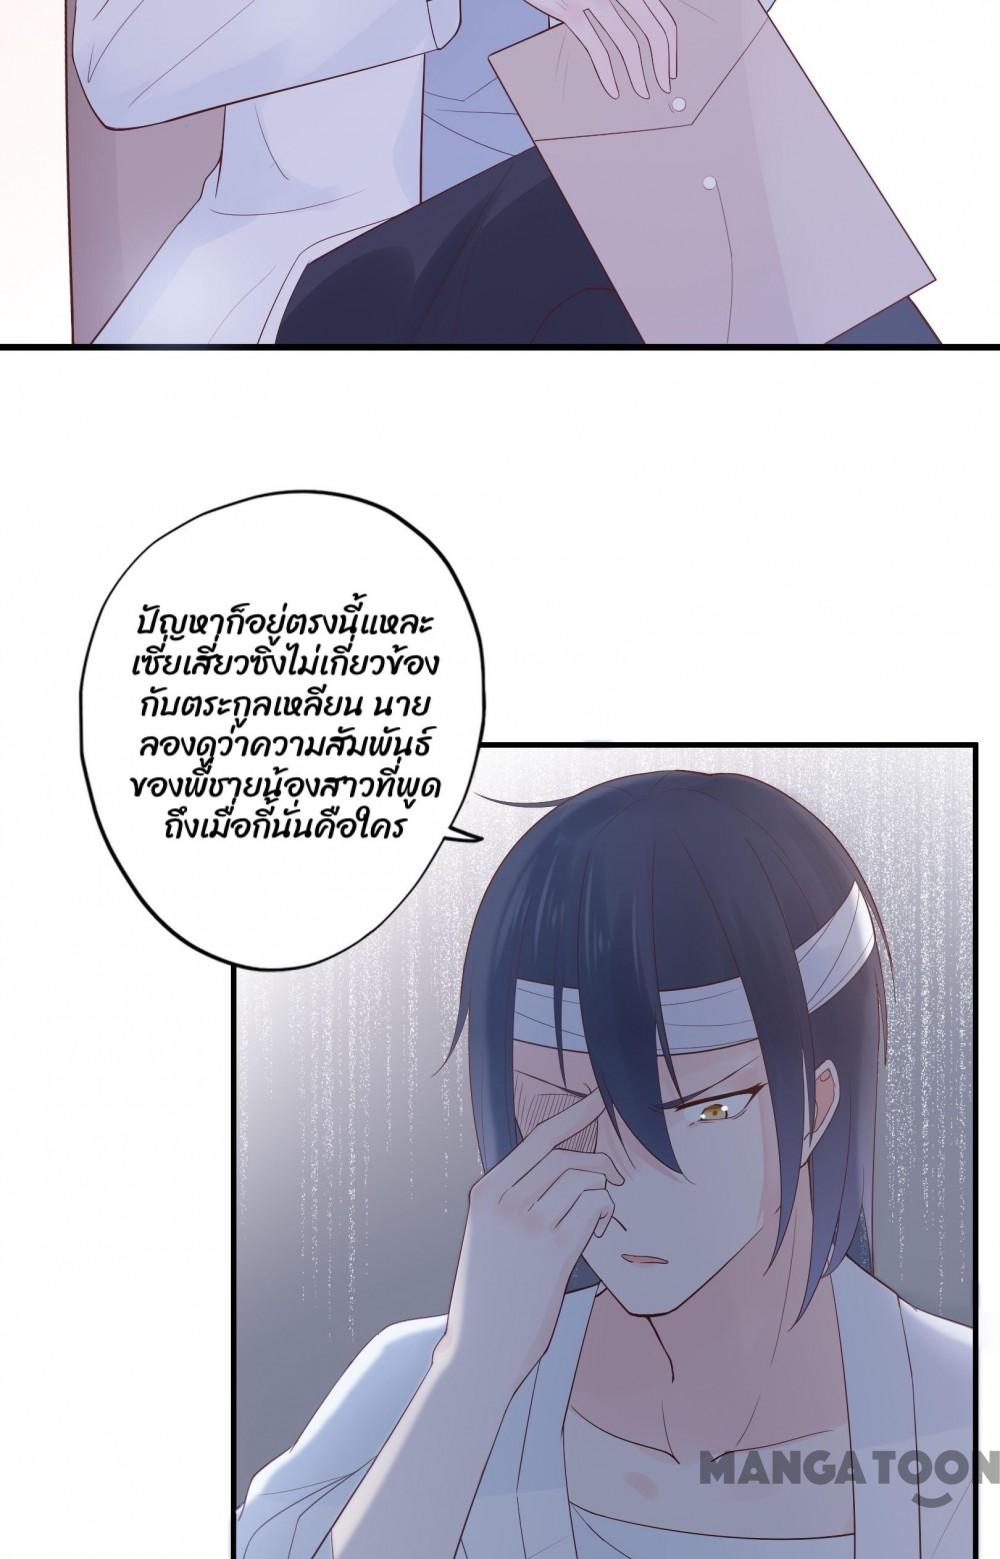 ปัญหาก็อยู่ตรงนี้แหละ
เซี่ยเสี่ยวซิงไม่เกี่ยวข้อง
กับตระกูลเหลียน นาย
ลองดูว่าความสัมพันธ์
ของพี่ชายน้องสาวที่พูด
ถึงเมื่อกี้นั่นคือใคร
MANGATOON